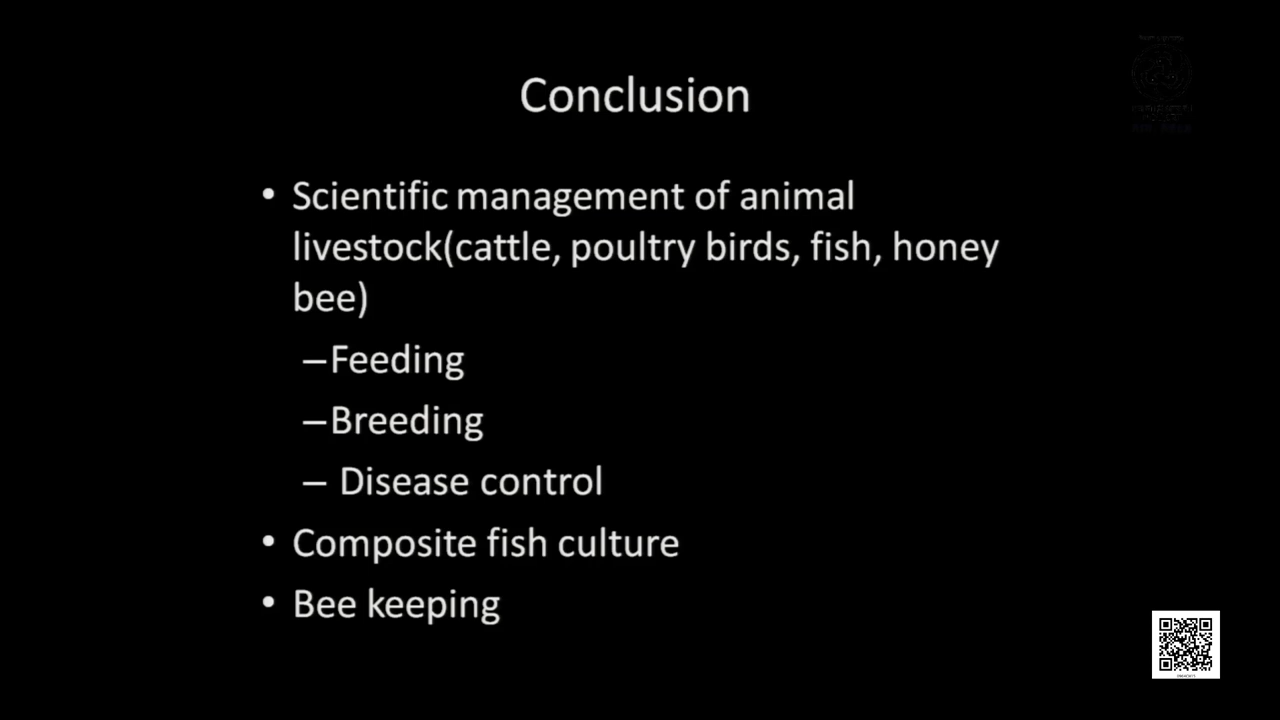 Conclusion
• Scientific management of animal
livestock(cattle, poultry birds, fish, honey
bee)
–Feeding
–Breeding
– Disease control
• Composite fish culture
• Bee keeping